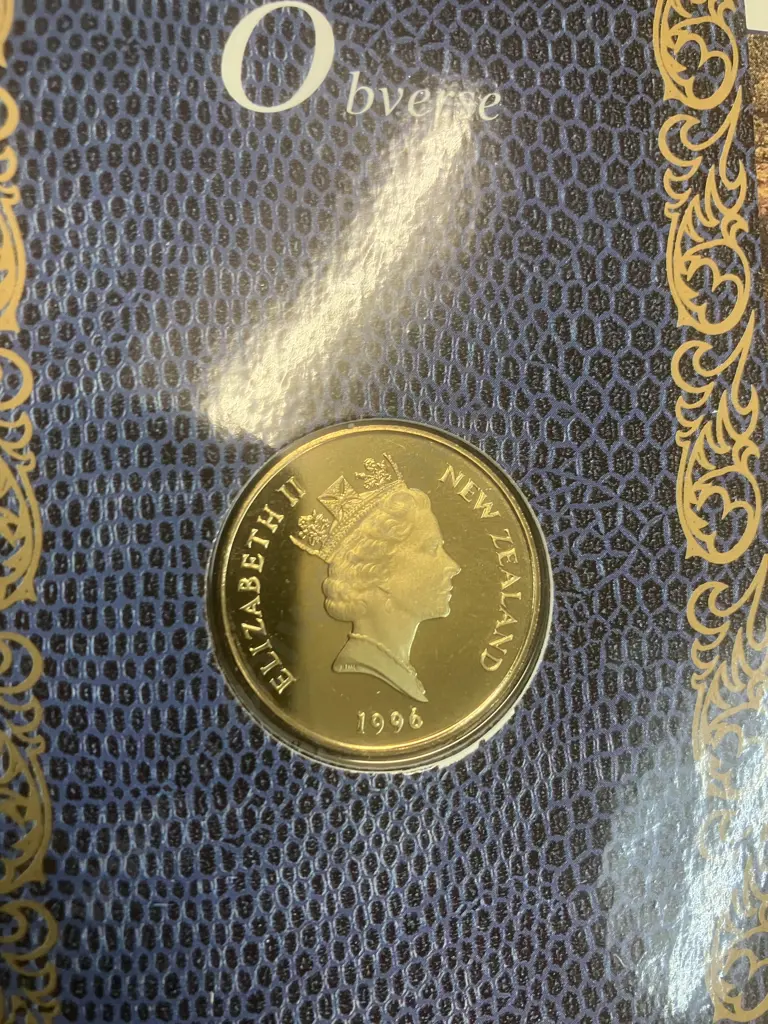 Obverse
ELIZABETH II
NEW ZEALAND
1996